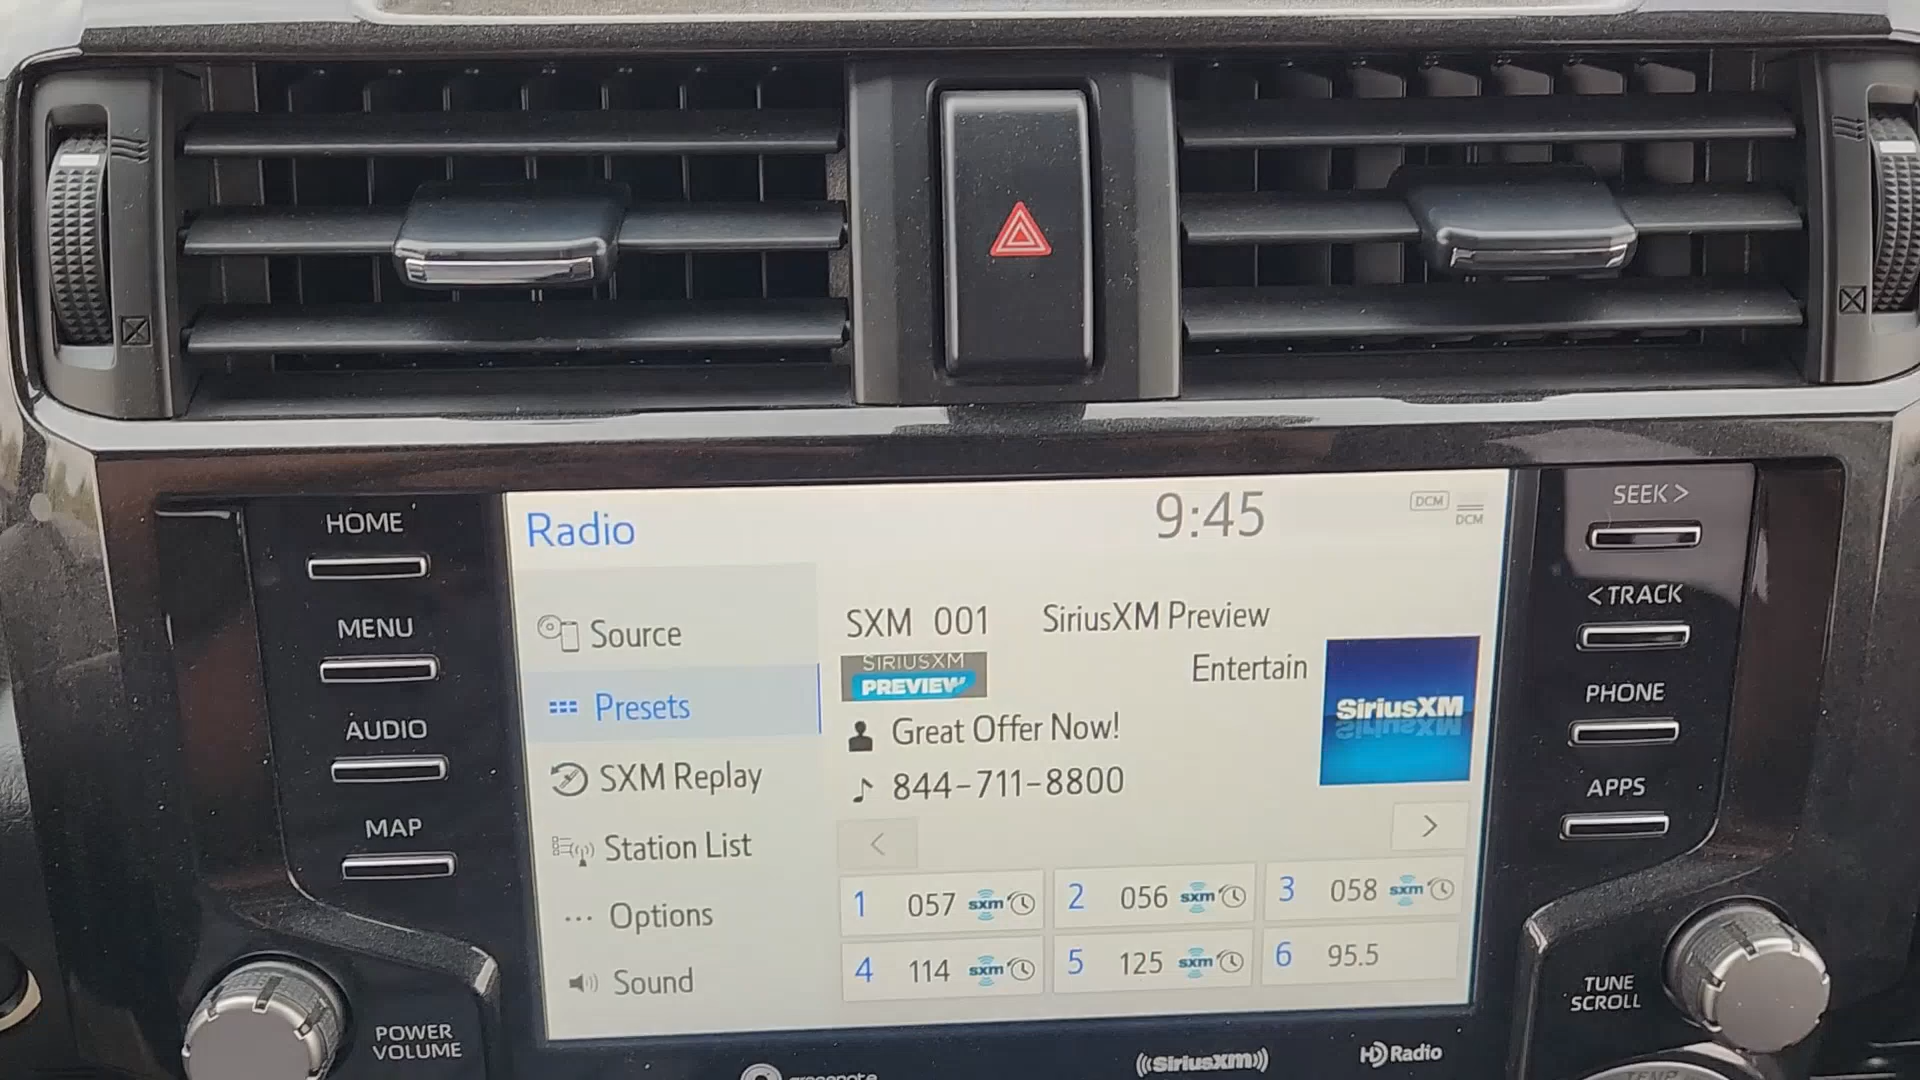 HOME
MENU
AUDIO
MAP
POWER
VOLUME
Radio
9:45
DCM
DCM
Source
Presets
SXM Replay
Station List
Options
Sound
SXM 001 SiriusXM Preview
SIRIUSXM
PREVIEW
Entertain
SiriusXM
Great Offer Now!
844-711-8800
<
>
1 057 sxm
2 056 sxm
3 058 sxm
4 114 sxm
5 125 sxm
6 95.5
SEEK >
< TRACK
PHONE
APPS
TUNE
SCROLL
gracenote
((SiriusXM))
HD Radio
TEMP